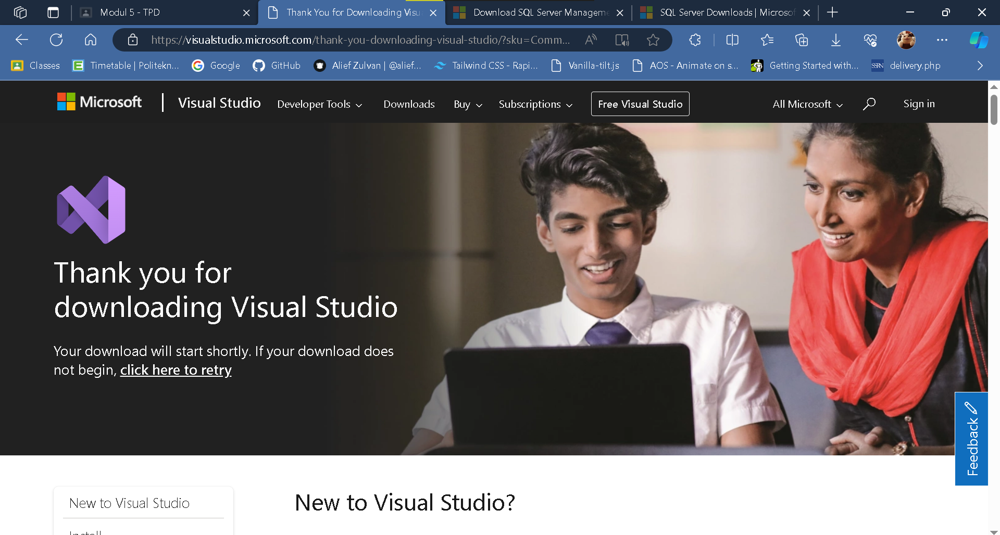 Modul 5 - TPD
Thank You for Downloading Visu
Download SQL Server Manageme
SQL Server Downloads | Microsof
https://visualstudio.microsoft.com/thank-you-downloading-visual-studio/?sku=Comm...
Classes
Timetable | Politekn...
Google
GitHub
Alief Zulvan | @alief...
Tailwind CSS - Rapi...
Vanilla-tilt.js
AOS - Animate on s...
Getting Started with...
SSRN
delivery.php
Microsoft
Visual Studio
Developer Tools
Downloads
Buy
Subscriptions
Free Visual Studio
All Microsoft
Sign in
Thank you for
downloading Visual Studio
Your download will start shortly. If your download does
not begin, click here to retry
Feedback
New to Visual Studio
New to Visual Studio?
Install